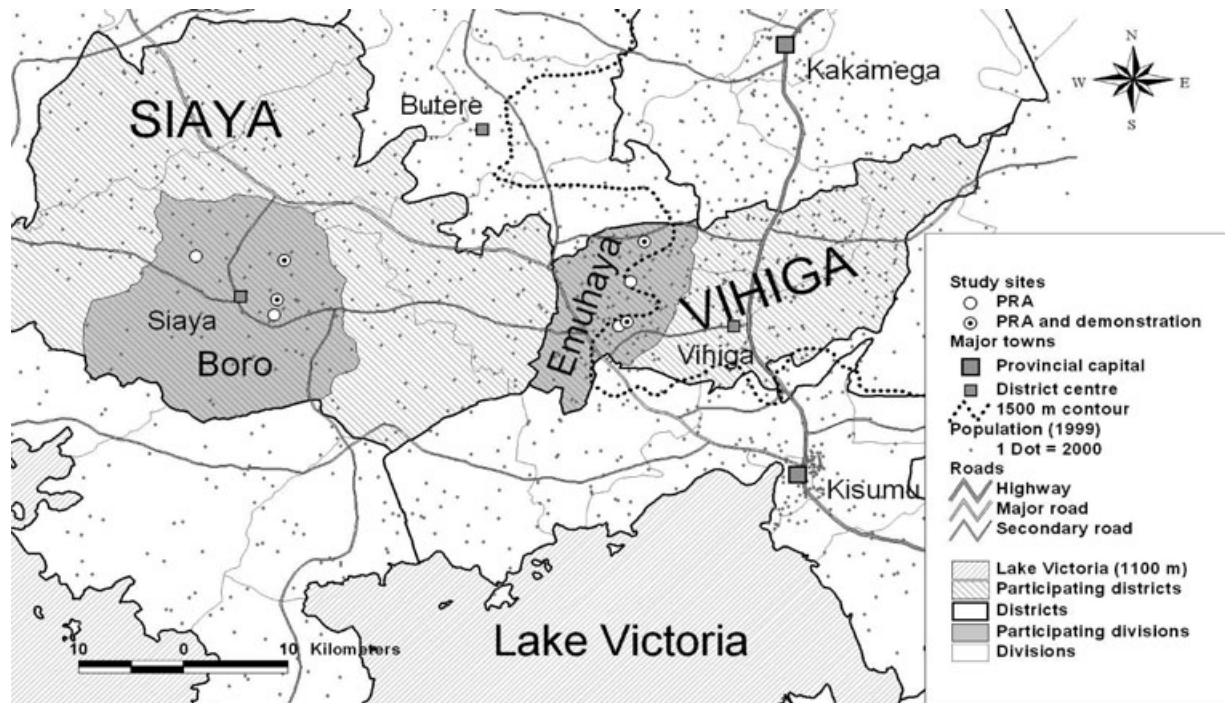 SIAYA
Butere
Kakamega
N
W
E
S
Siaya
Boro
Emuhaya
VIHIGA
Vihiga
Kisumu
Lake Victoria
10 0 10 Kilometers
Study sites
PRA
PRA and demonstration
Major towns
Provincial capital
District centre
1500 m contour
Population (1999)
1 Dot = 2000
Roads
Highway
Major road
Secondary road
Lake Victoria (1100 m)
Participating districts
Districts
Participating divisions
Divisions